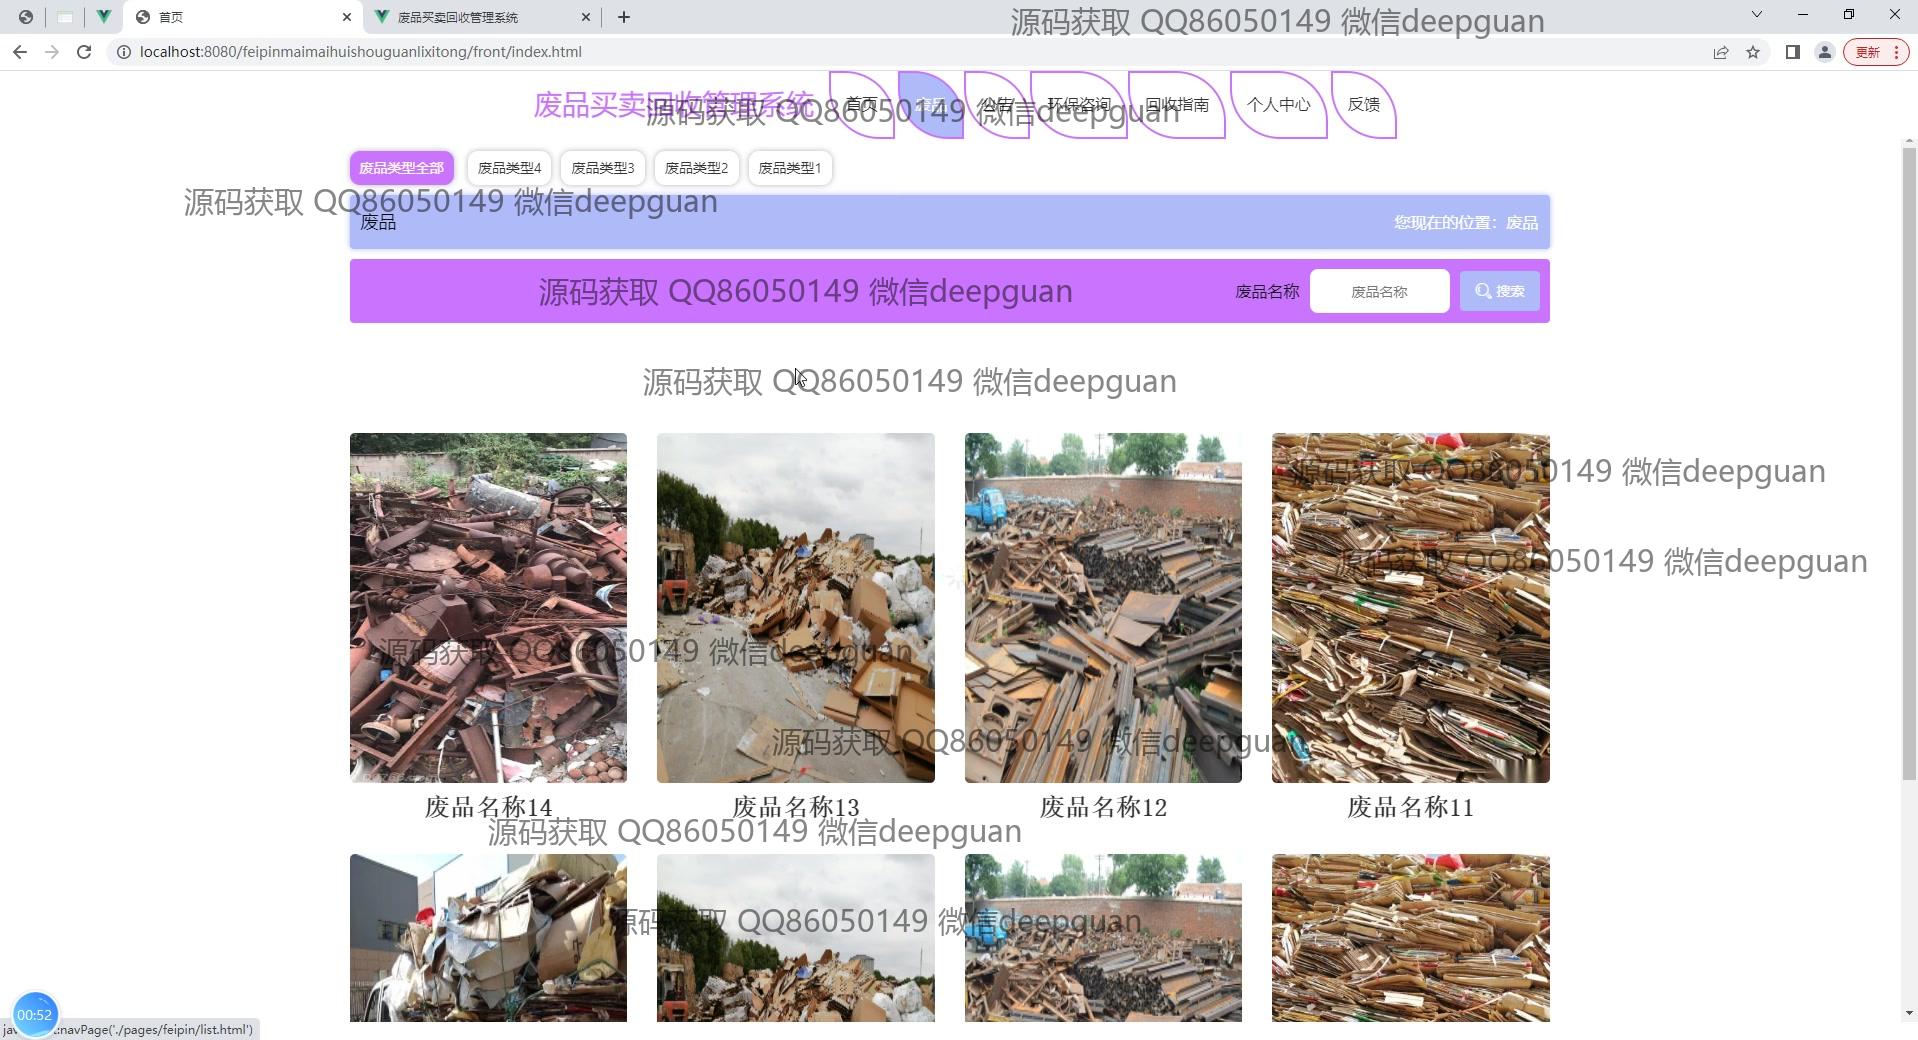 首页
废品买卖回收管理系统
源码获取 QQ86050149 微信deepguan
localhost:8080/feipinmaimaihuishouguanlixitong/front/index.html
更新
废品买卖回收管理系统
首页
废品
公告
环保咨询
回收指南
个人中心
反馈
源码获取 QQ86050149 微信deepguan
废品类型全部
废品类型4
废品类型3
废品类型2
废品类型1
源码获取 QQ86050149 微信deepguan
废品
您现在的位置：废品
源码获取 QQ86050149 微信deepguan
废品名称
废品名称
搜索
源码获取 QQ86050149 微信deepguan
源码获取 QQ86050149 微信deepguan
源码获取 QQ86050149 微信deepguan
源码获取 QQ86050149 微信deepguan
源码获取 QQ86050149 微信deepguan
废品名称14
废品名称13
废品名称12
废品名称11
源码获取 QQ86050149 微信deepguan
源码获取 QQ86050149 微信deepguan
00:52
:navPage('./pages/feipin/list.html')